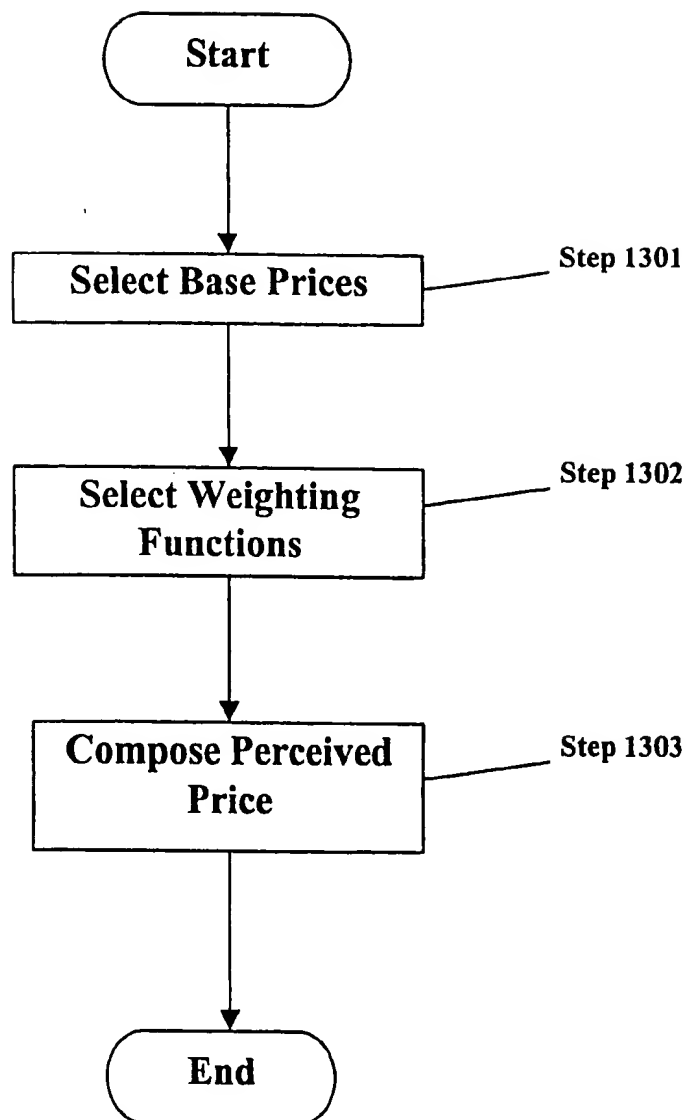 Start
Select Base Prices
Step 1301
Select Weighting
Functions
Step 1302
Compose Perceived
Price
Step 1303
End